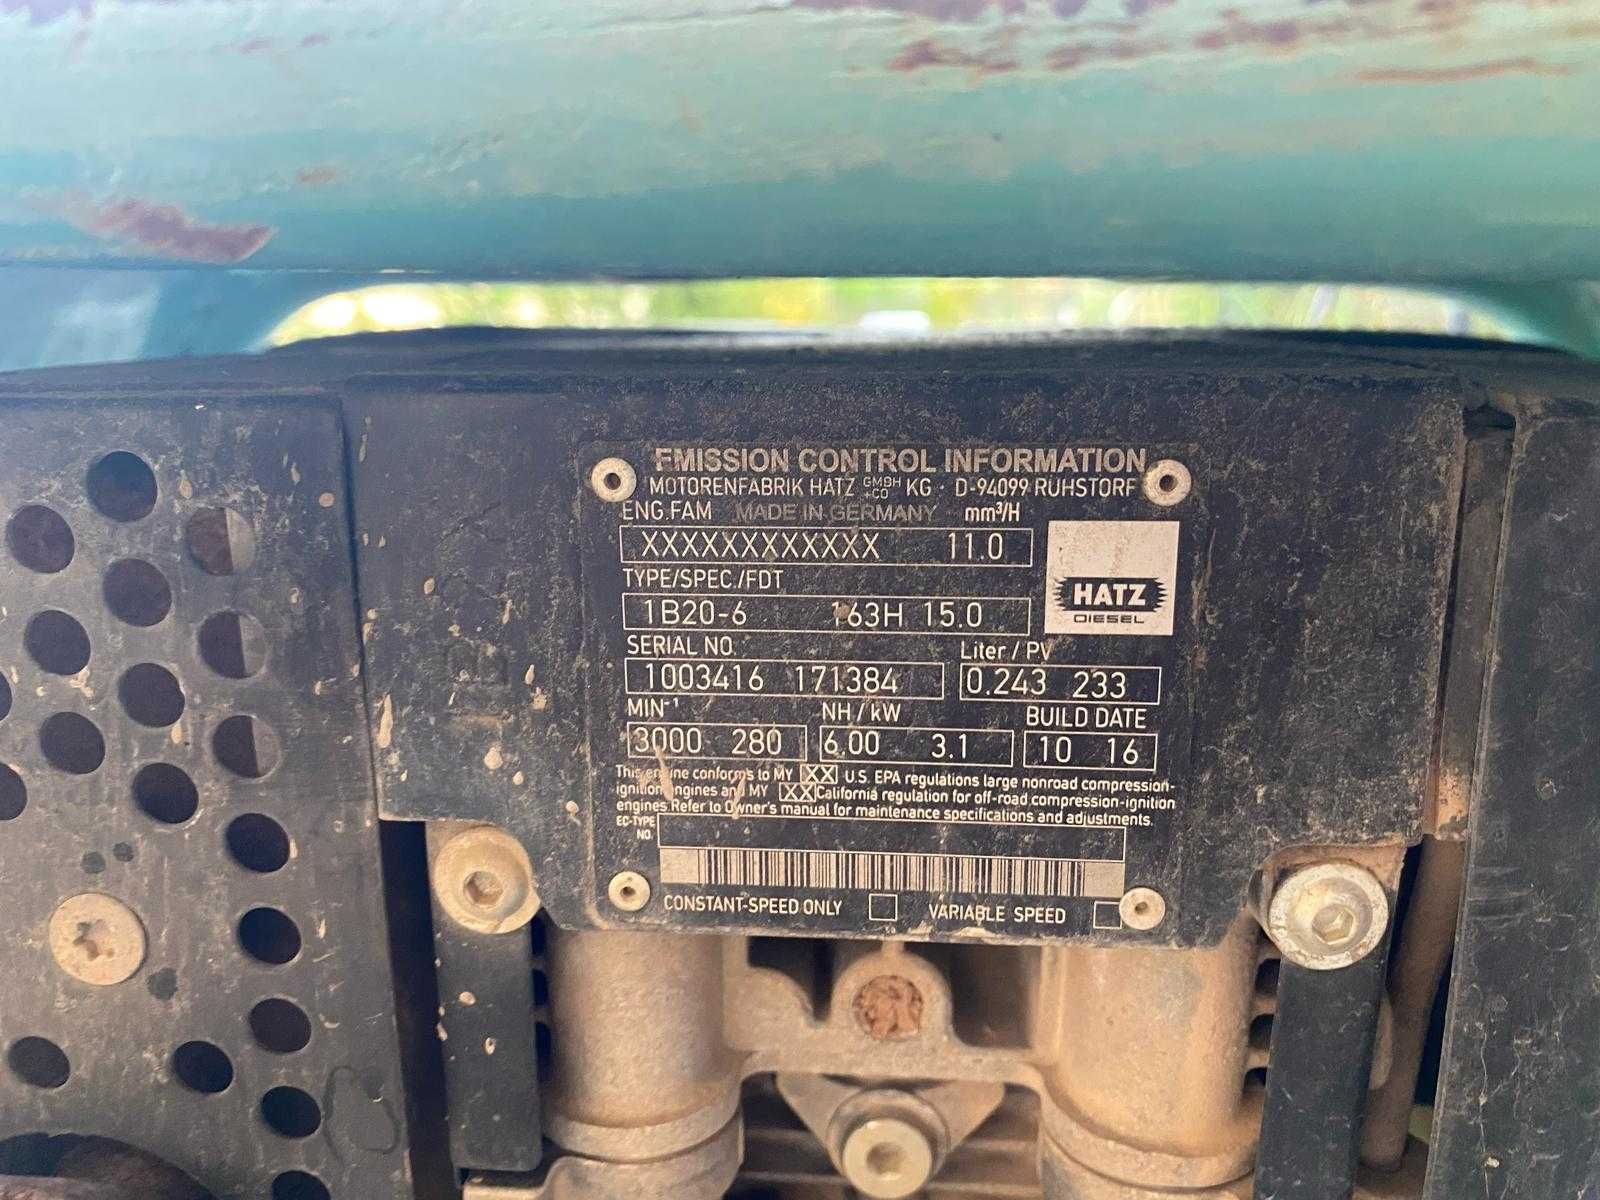 EMISSION CONTROL INFORMATION
MOTORENFABRIK HATZ GMBH +CO KG · D-94099 RUHSTORF
ENG.FAM MADE IN GERMANY mm³/H
XXXXXXXXXXXX 11.0
TYPE/SPEC./FDT
1B20-6 163H 15.0
HATZ
DIESEL
SERIAL NO. Liter / PV
1003416 171384 0.243 233
MIN⁻¹ NH / kW BUILD DATE
3000 280 6.00 3.1 10 16
This engine conforms to MY XX U.S. EPA regulations large nonroad compression-
ignition engines and MY XX California regulation for off-road compression-ignition
engines. Refer to Owner's manual for maintenance specifications and adjustments.
EC-TYPE
NO.
CONSTANT-SPEED ONLY VARIABLE SPEED